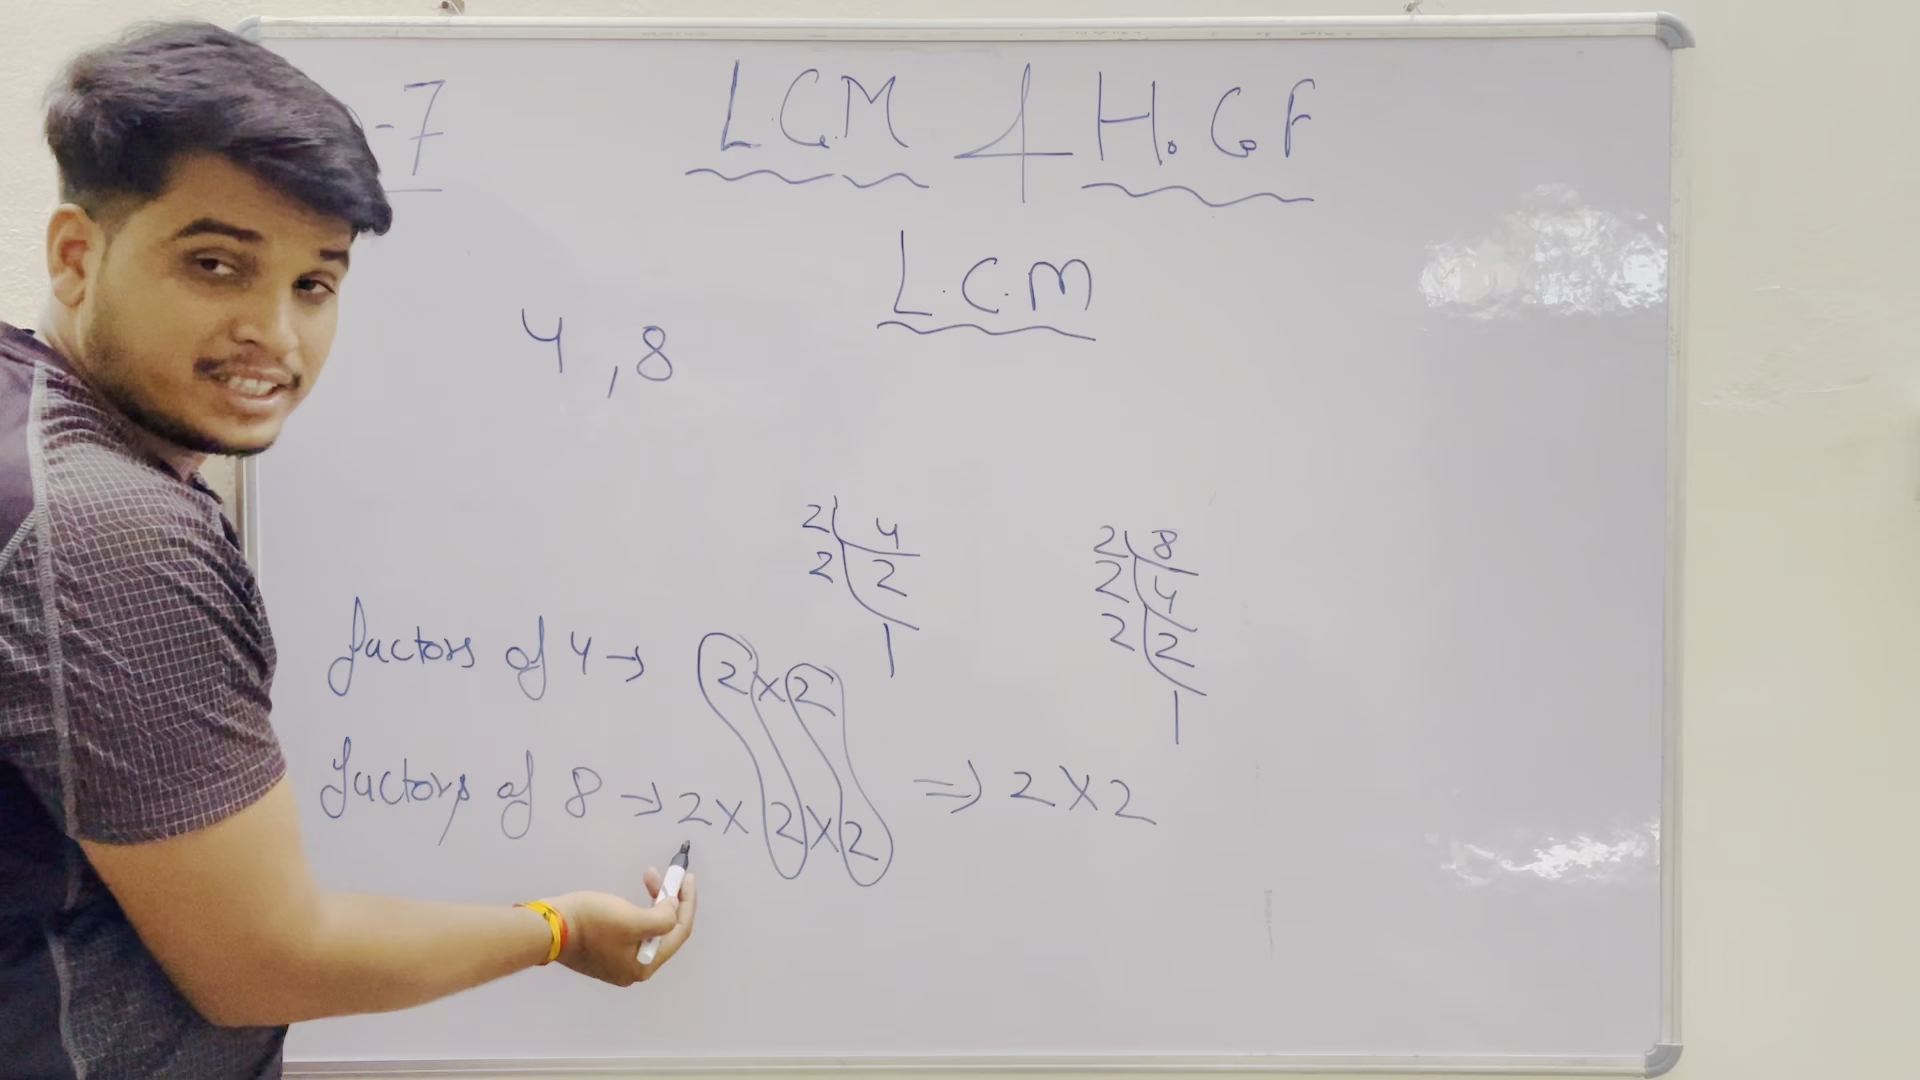 -7
L.C.M & H.C.F
L.C.M
4, 8
2 4
2 2
1
2 8
2 4
2 2
1
factors of 4 → 2 × 2
factors of 8 → 2 × 2 × 2 ⇒ 2 × 2